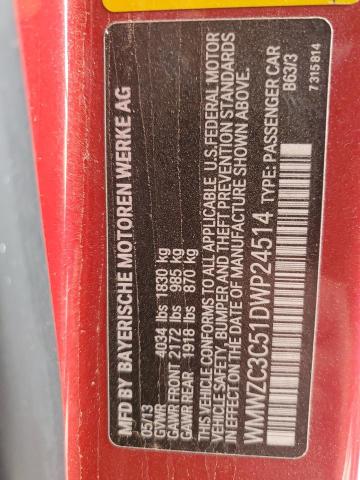 MFD BY BAYERISCHE MOTOREN WERKE AG
05/13
GVWR 4034 lbs 1830 kg
GAWR FRONT 2172 lbs 985 kg
GAWR REAR 1918 lbs 870 kg
THIS VEHICLE CONFORMS TO ALL APPLICABLE U.S.FEDERAL MOTOR
VEHICLE SAFETY, BUMPER AND THEFT PREVENTION STANDARDS
IN EFFECT ON THE DATE OF MANUFACTURE SHOWN ABOVE.
WMWZC3C51DWP24514 TYPE: PASSENGER CAR
B63/3
7 315 814